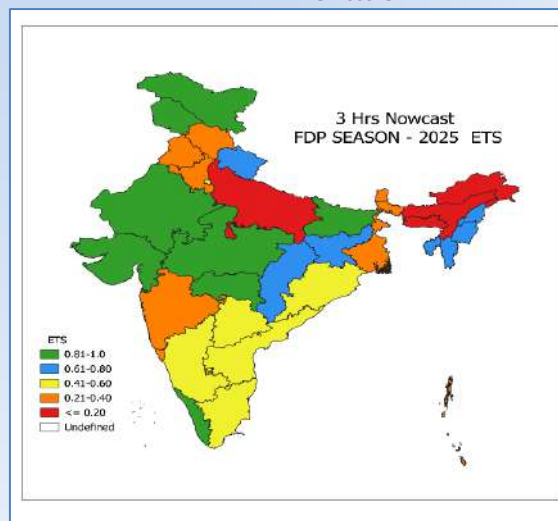 3 Hrs Nowcast
FDP SEASON - 2025 ETS
ETS
0.81-1.0
0.61-0.80
0.41-0.60
0.21-0.40
<= 0.20
Undefined